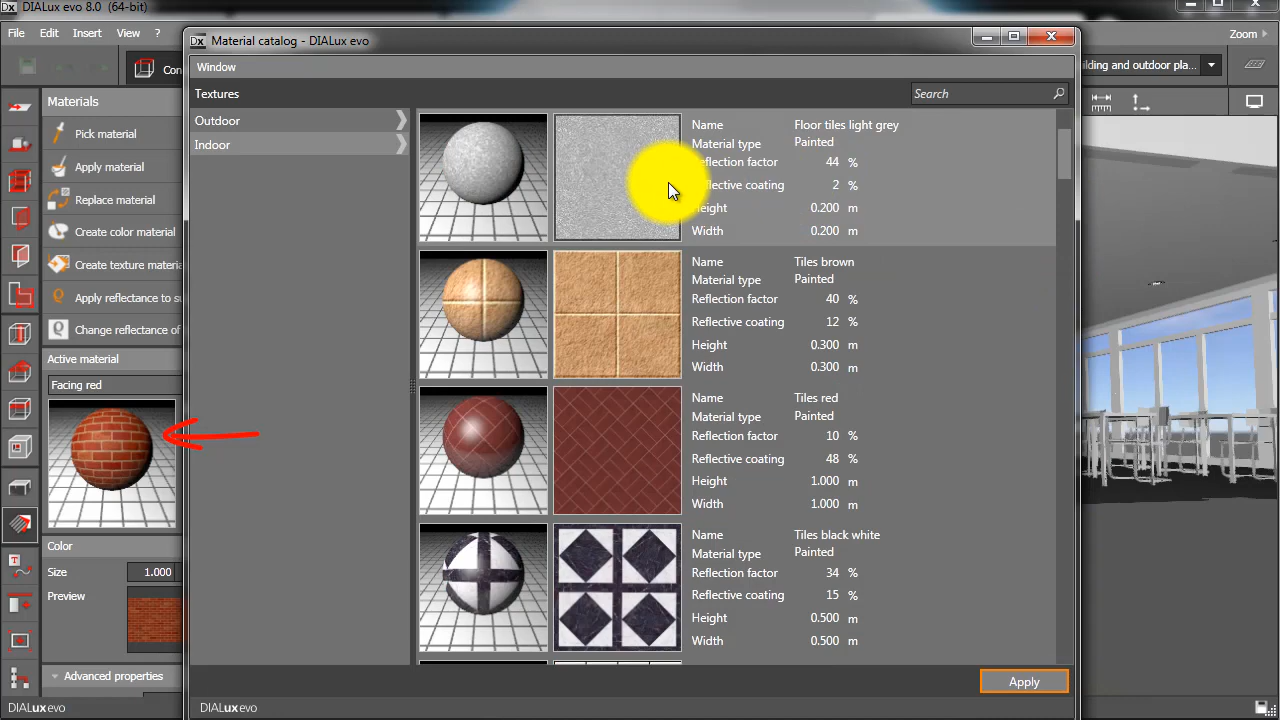 DIALux evo 8.0 (64-bit)
File Edit Insert View ?
Zoom
Con
ilding and outdoor pla...
Materials
Pick material
Apply material
Replace material
Create color material
Create texture materia
Apply reflectance to su
Change reflectance of
Active material
Facing red
Color
Size 1.000
Preview
Advanced properties
DIALux evo
Dx Material catalog - DIALux evo
Window
Textures
Search
Outdoor
Indoor
Name Floor tiles light grey
Material type Painted
Reflection factor 44 %
eflective coating 2 %
Height 0.200 m
Width 0.200 m
Name Tiles brown
Material type Painted
Reflection factor 40 %
Reflective coating 12 %
Height 0.300 m
Width 0.300 m
Name Tiles red
Material type Painted
Reflection factor 10 %
Reflective coating 48 %
Height 1.000 m
Width 1.000 m
Name Tiles black white
Material type Painted
Reflection factor 34 %
Reflective coating 15 %
Height 0.500 m
Width 0.500 m
Apply
DIALux evo